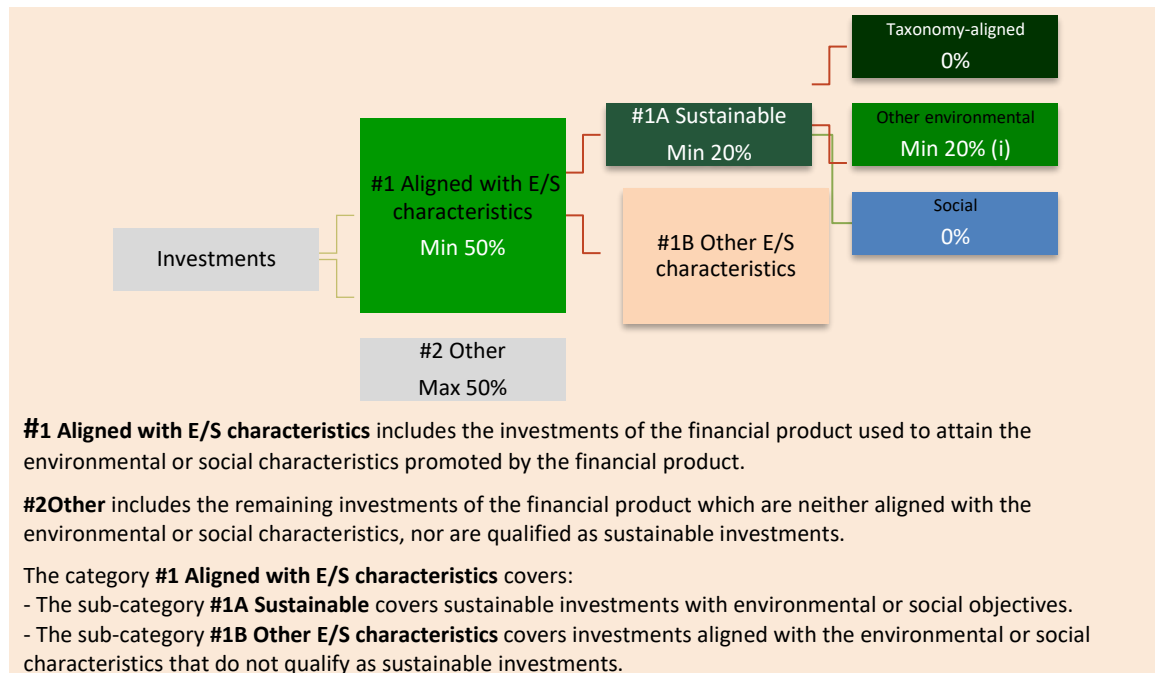 Taxonomy-aligned
0%
#1A Sustainable
Min 20%
Other environmental
Min 20% (i)
#1 Aligned with E/S
characteristics
Min 50%
Social
0%
Investments
#1B Other E/S
characteristics
#2 Other
Max 50%
#1 Aligned with E/S characteristics includes the investments of the financial product used to attain the
environmental or social characteristics promoted by the financial product.
#2Other includes the remaining investments of the financial product which are neither aligned with the
environmental or social characteristics, nor are qualified as sustainable investments.
The category #1 Aligned with E/S characteristics covers:
- The sub-category #1A Sustainable covers sustainable investments with environmental or social objectives.
- The sub-category #1B Other E/S characteristics covers investments aligned with the environmental or social
characteristics that do not qualify as sustainable investments.